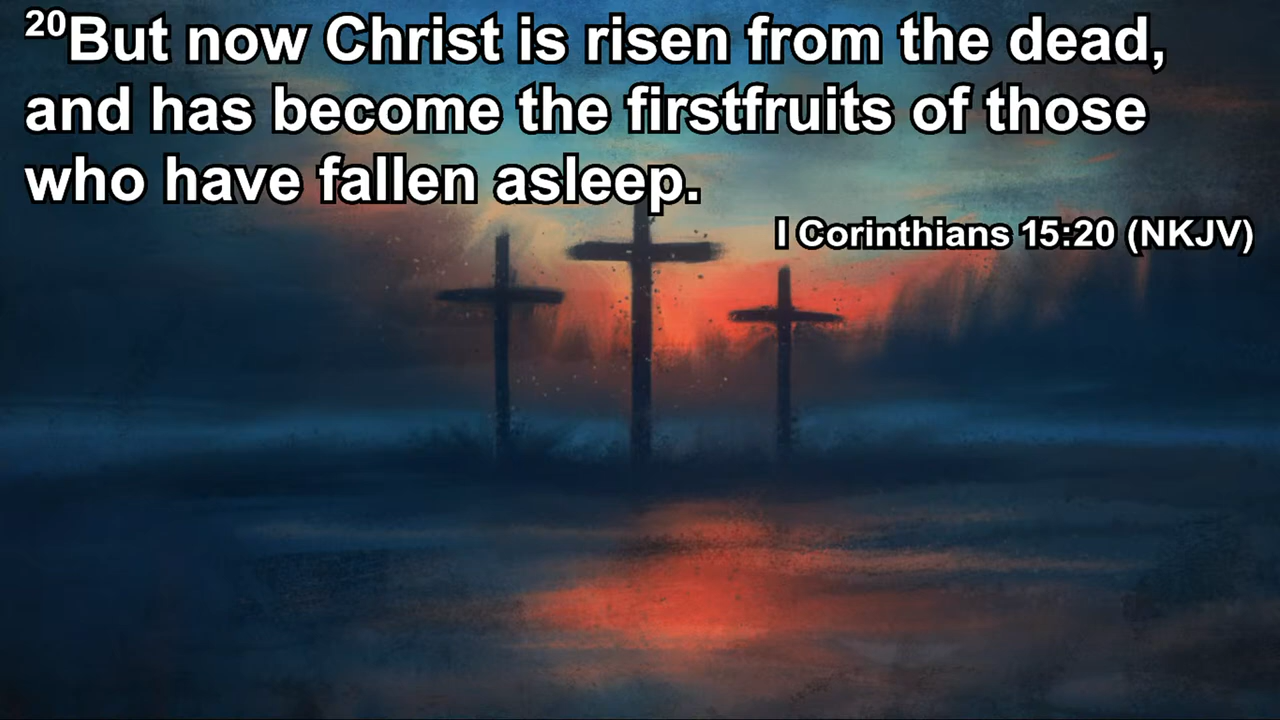 20But now Christ is risen from the dead,
and has become the firstfruits of those
who have fallen asleep.
I Corinthians 15:20 (NKJV)